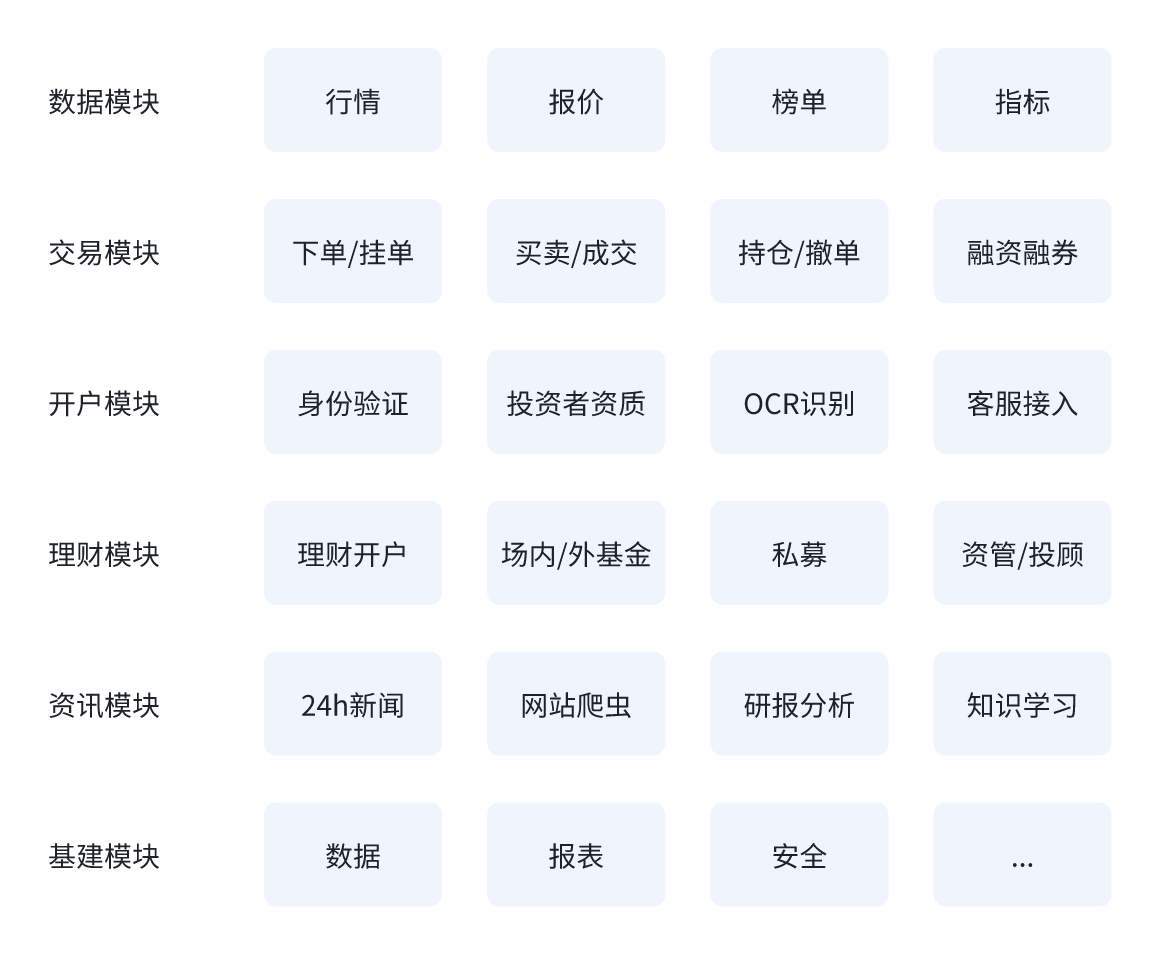 数据模块
行情
报价
榜单
指标
交易模块
下单/挂单
买卖/成交
持仓/撤单
融资融券
开户模块
身份验证
投资者资质
OCR识别
客服接入
理财模块
理财开户
场内/外基金
私募
资管/投顾
资讯模块
24h新闻
网站爬虫
研报分析
知识学习
基建模块
数据
报表
安全
...